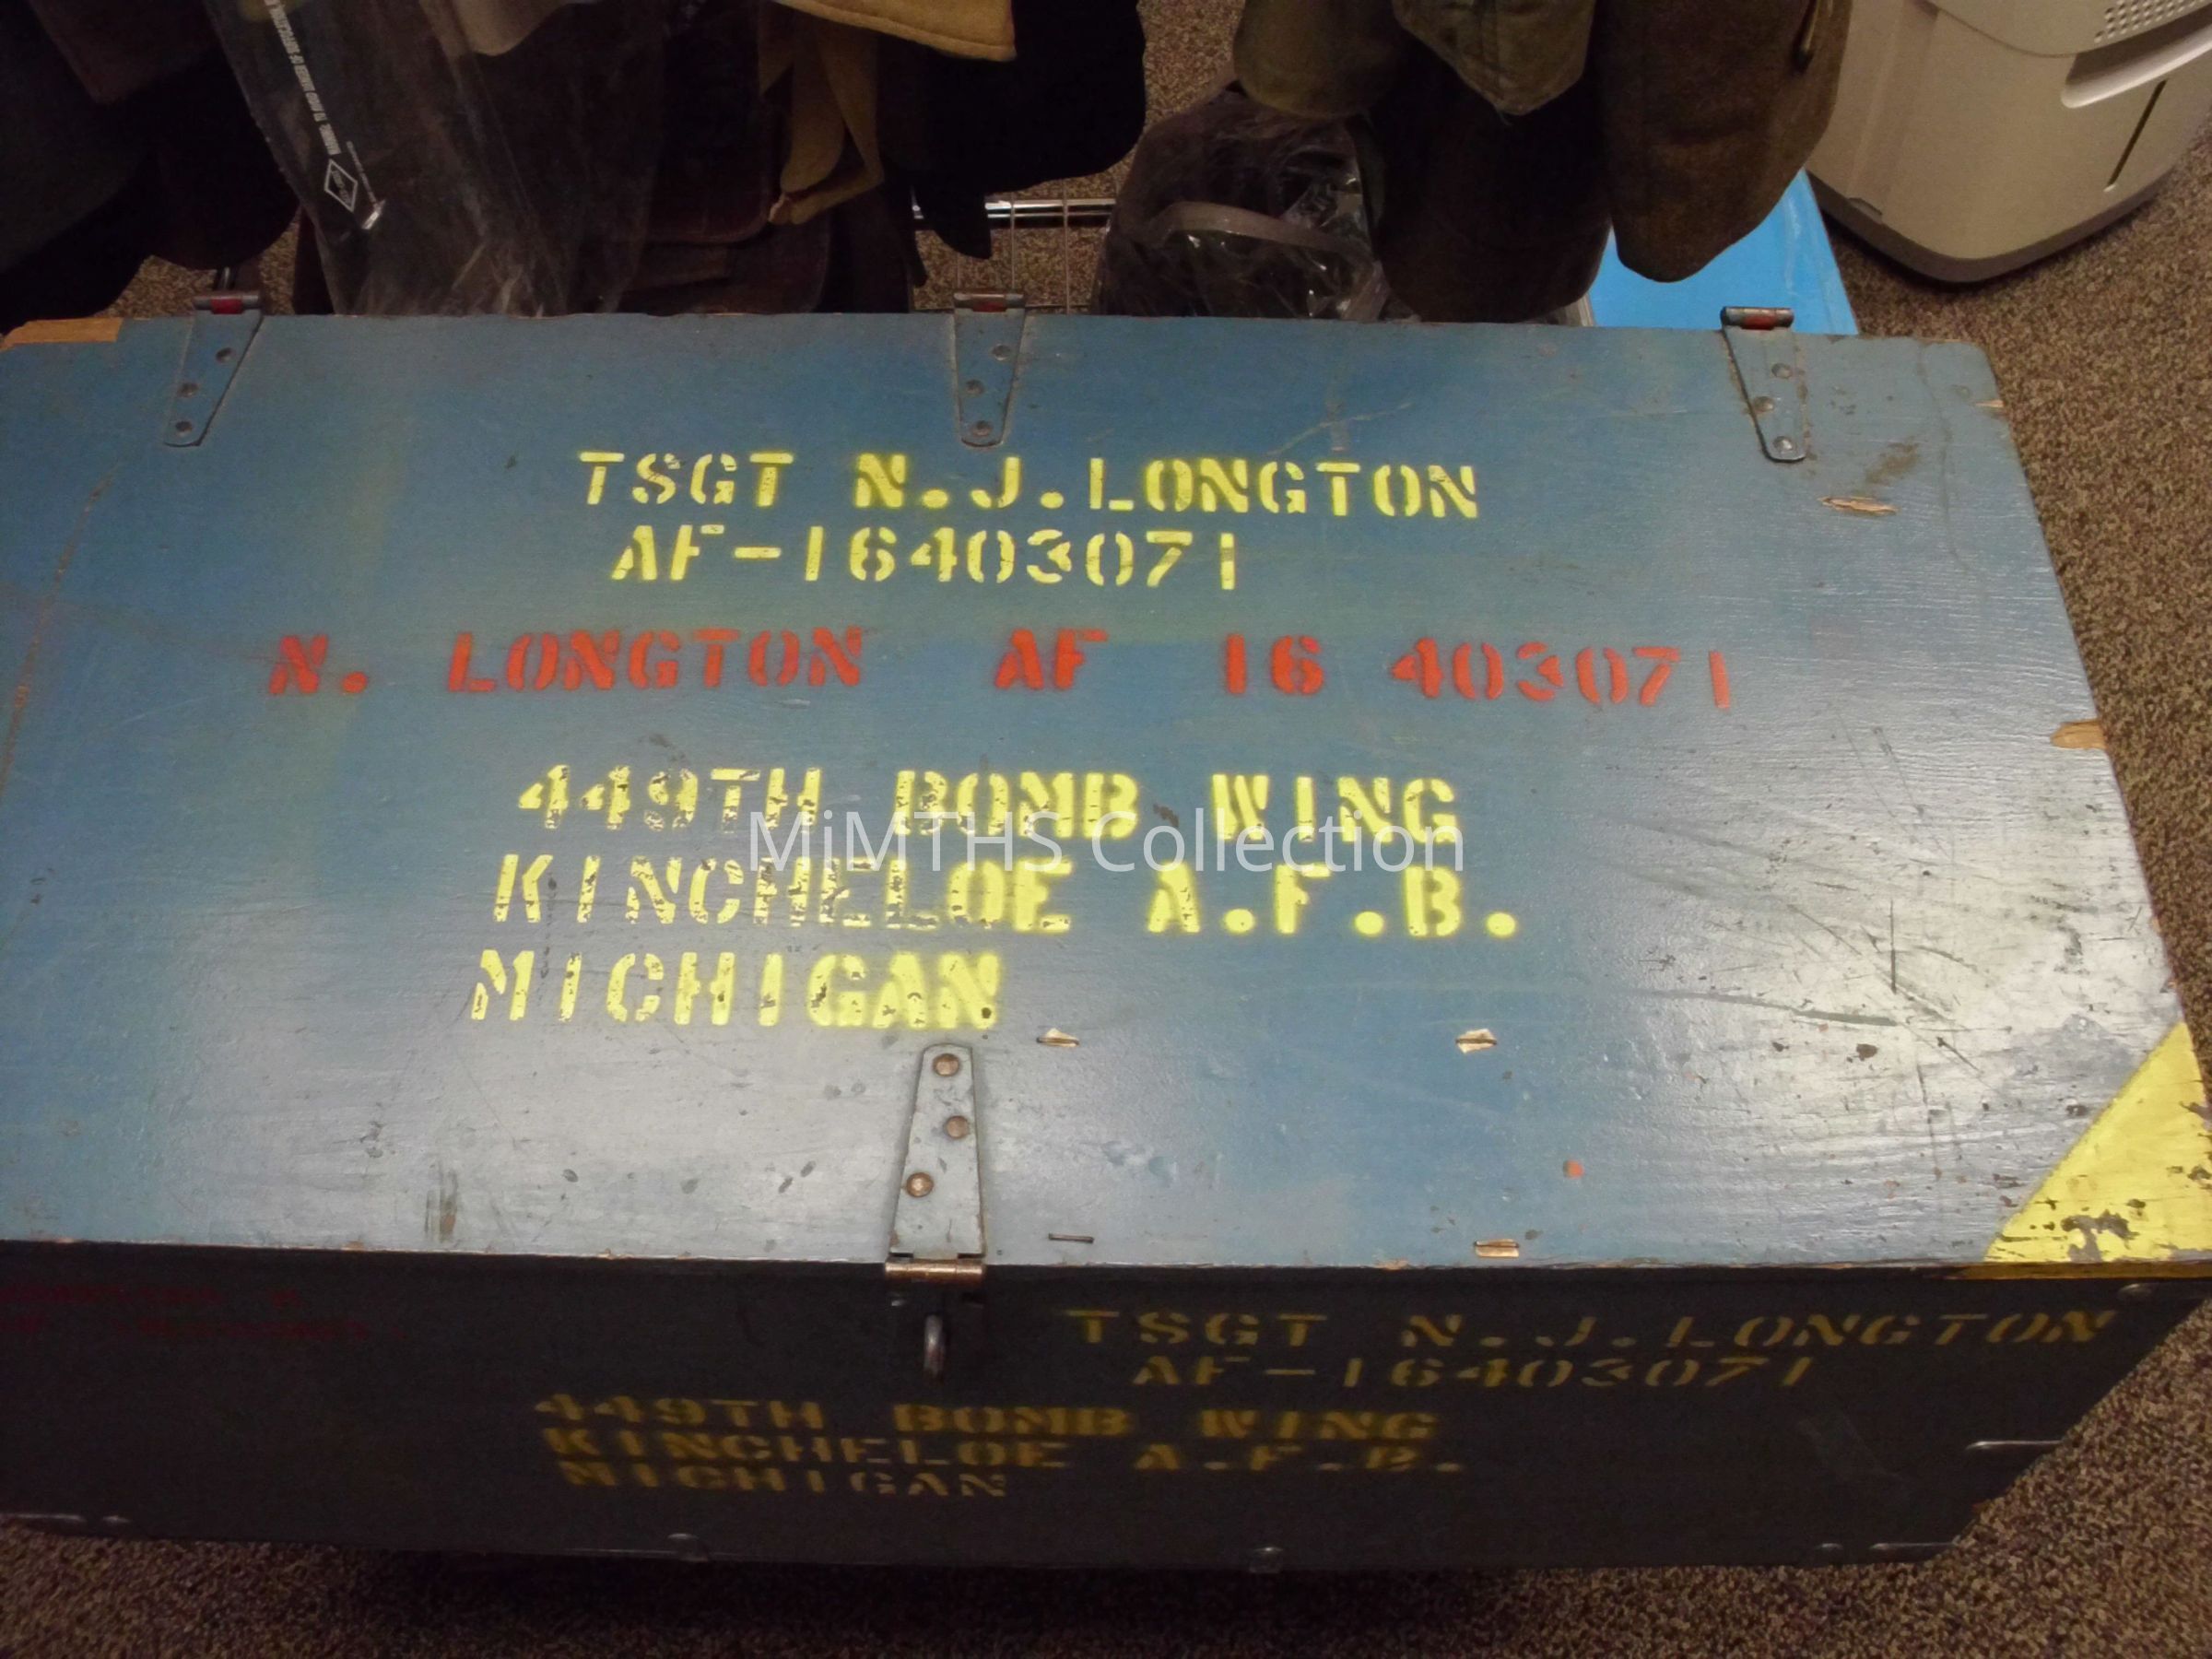 TSGT N.J.LONGTON
AF-16403071
N. LONGTON AF 16 403071
449TH BOMB WING
KINCHELOE A.F.B.
MICHIGAN
MiMTHS Collection
TSGT N.J.LONGTON
AF-16403071
449TH BOMB WING
KINCHELOE A.F.B.
MICHIGAN